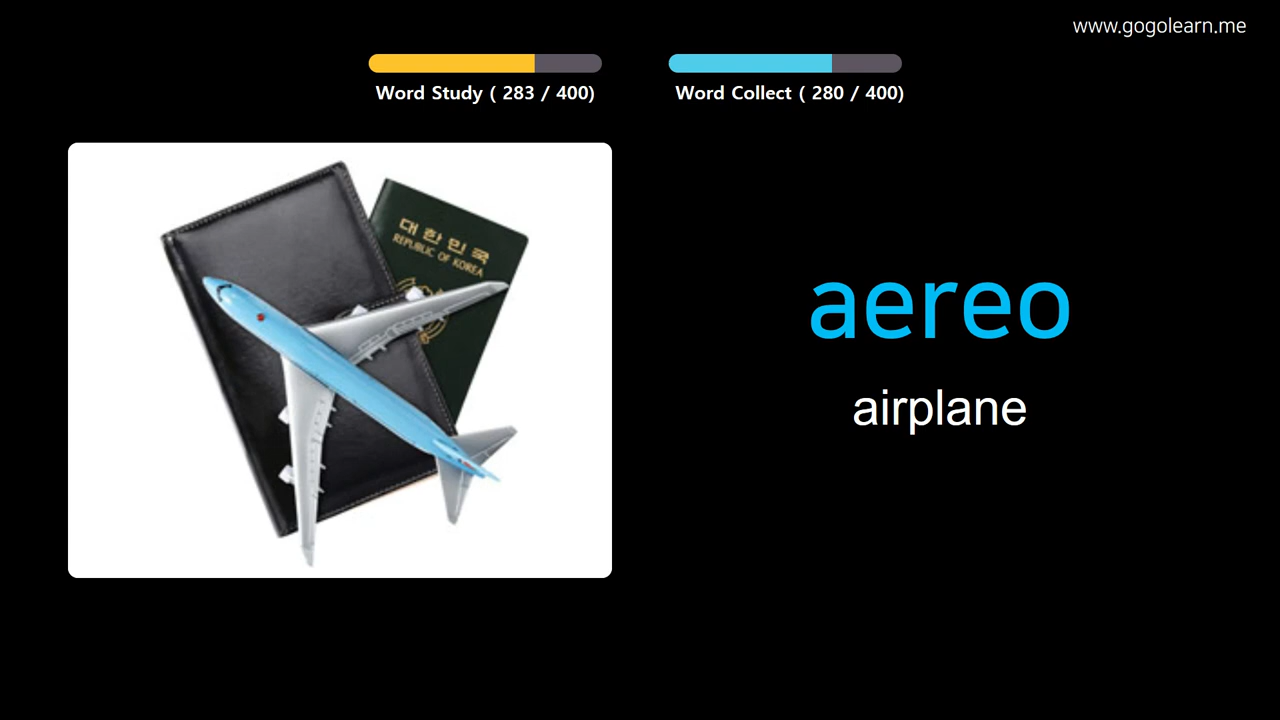 www.gogolearn.me
Word Study ( 283 / 400)
Word Collect ( 280 / 400)
대한민국
REPUBLIC OF KOREA
aereo
airplane